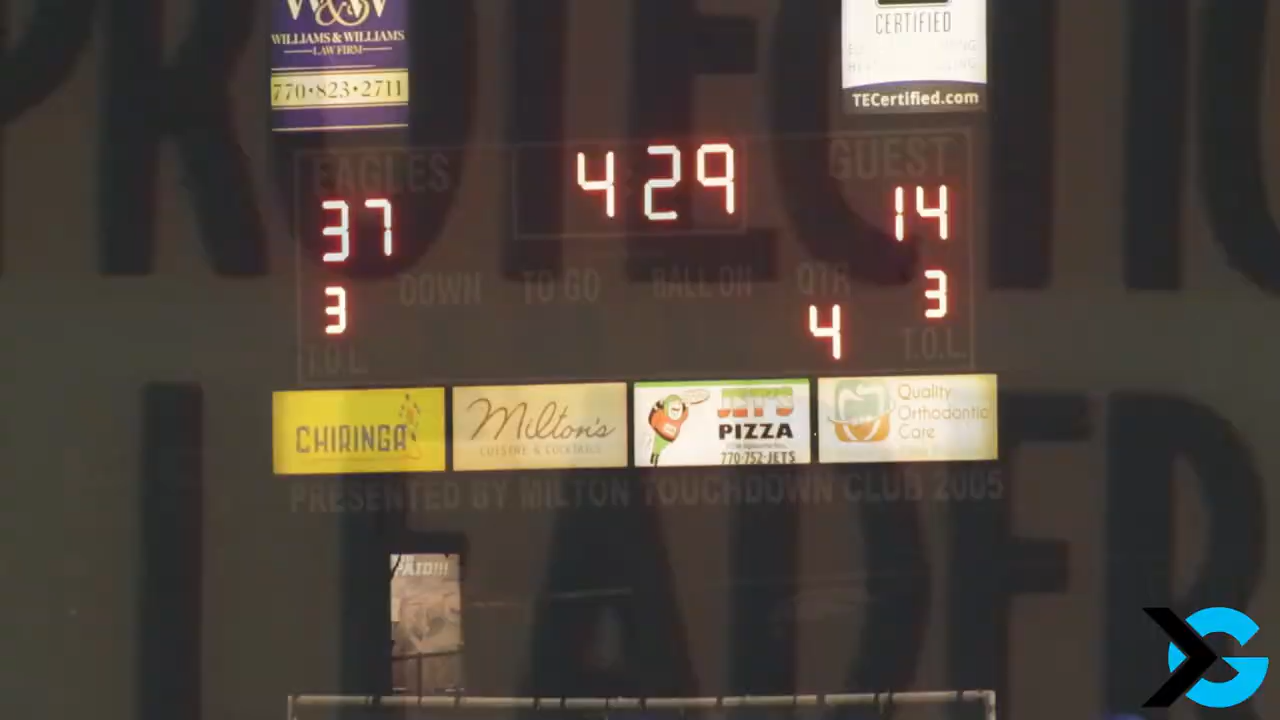 W&W
WILLIAMS & WILLIAMS
LAW FIRM
770•823•2711
CERTIFIED
TECertified.com
EAGLES
4:29
GUEST
37
14
DOWN TO GO BALL ON QTR
3
4
3
T.O.L.
T.O.L.
CHIRINGA
Milton's
CUISINE & COCKTAILS
JET'S
PIZZA
770-752-JETS
Quality
Orthodontic
Care
PRESENTED BY MILTON TOUCHDOWN CLUB 2005
LEADER
G